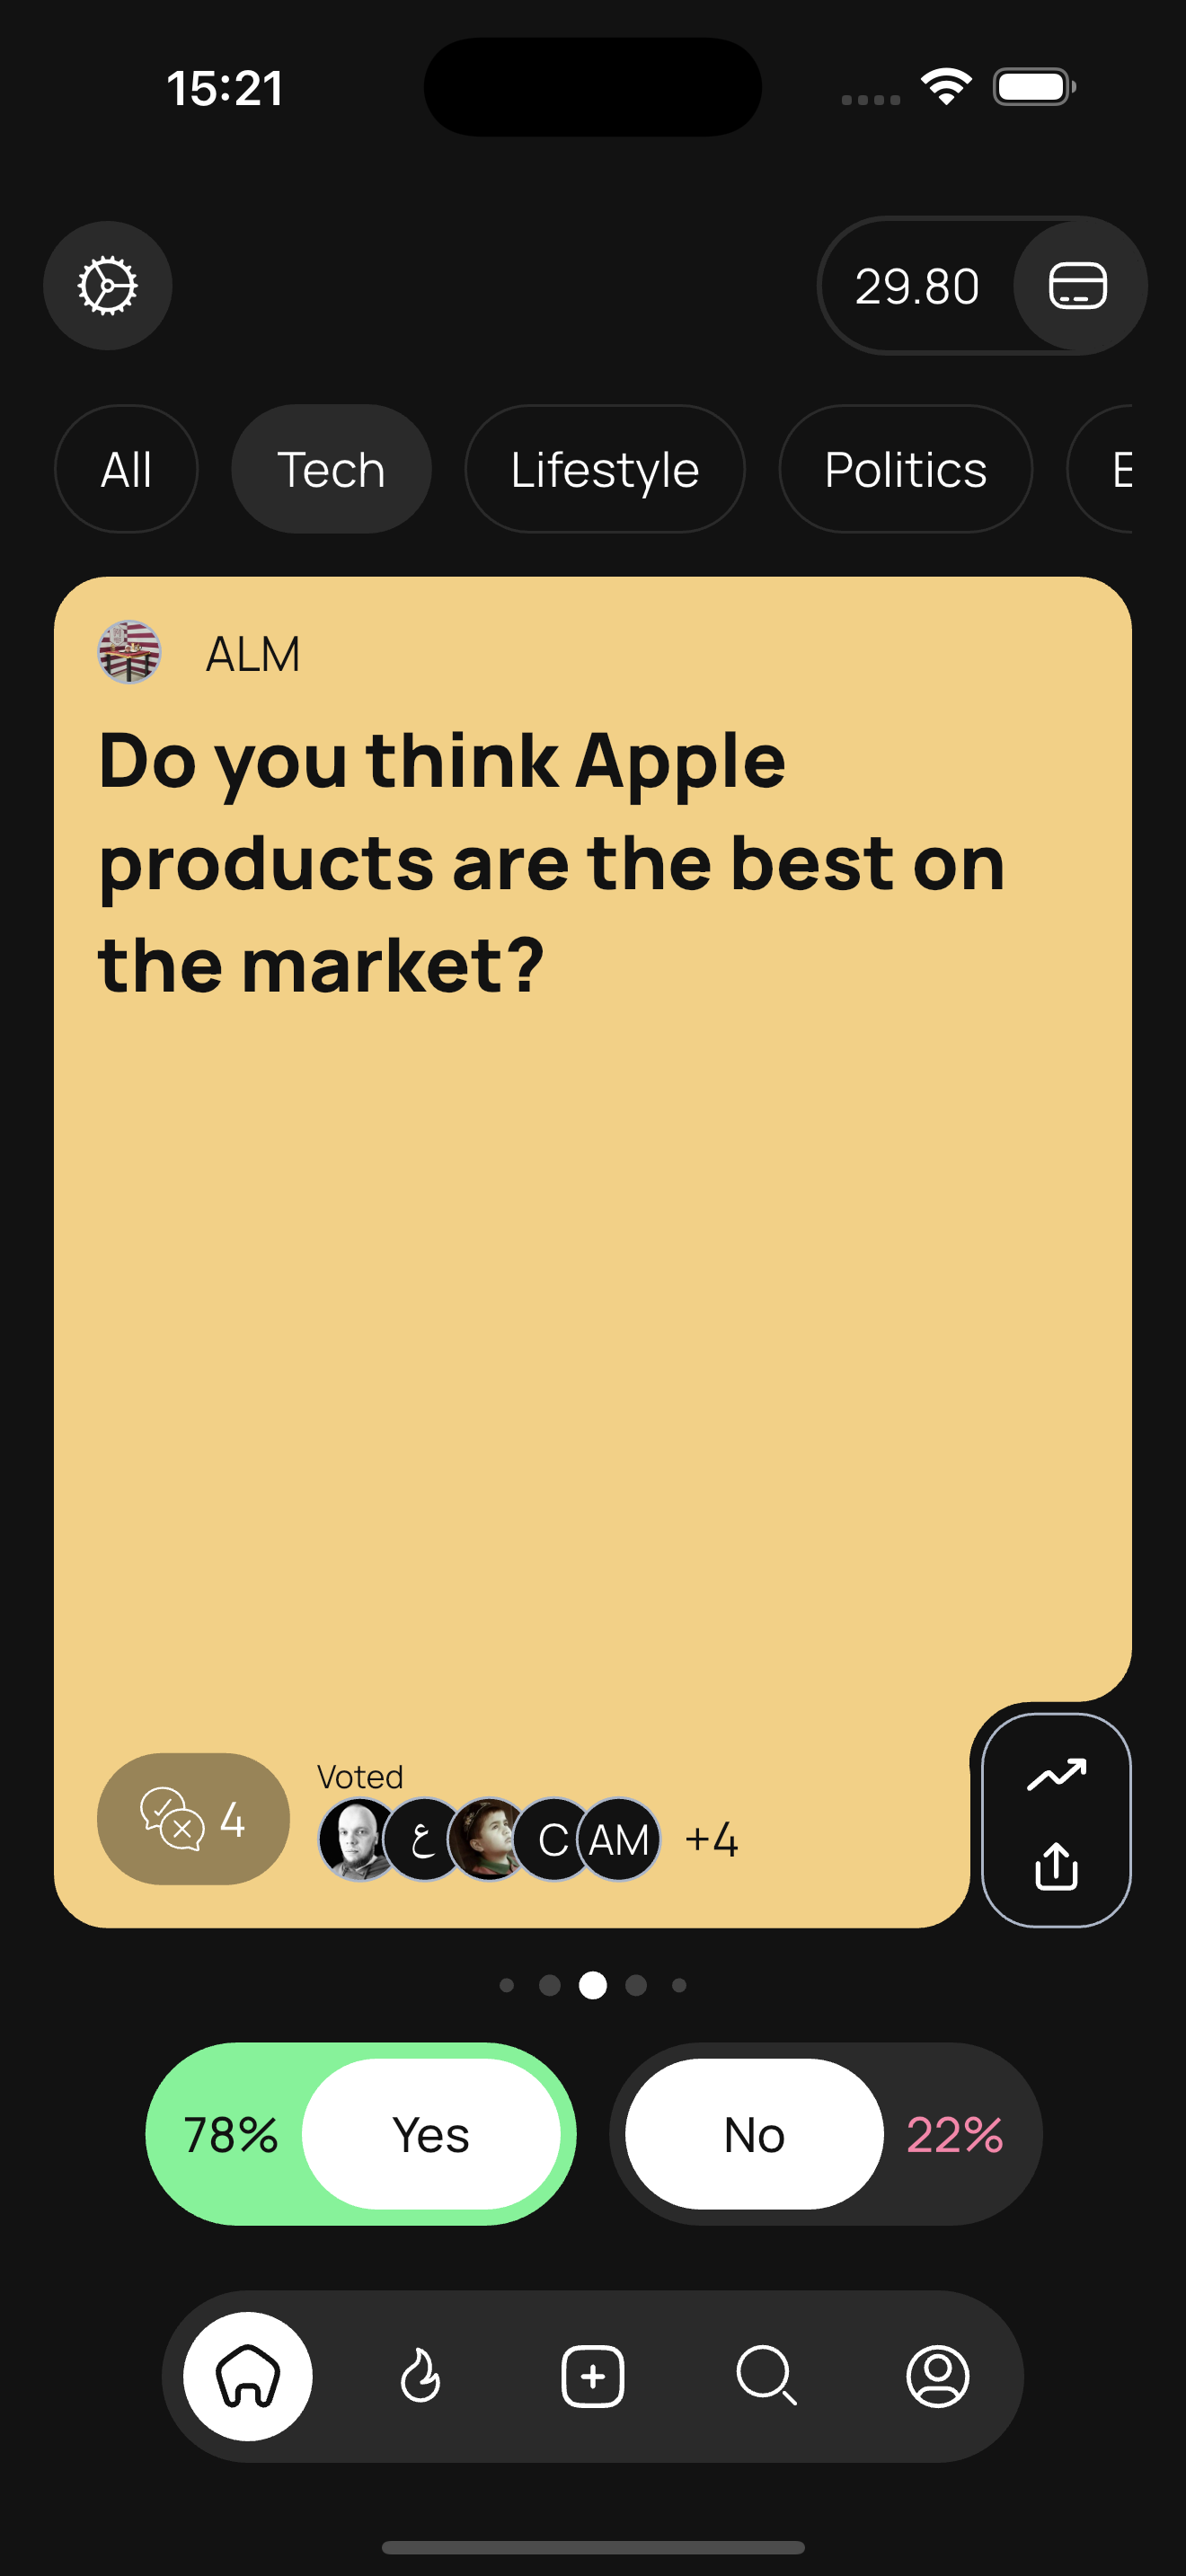 15:21
29.80
All
Tech
Lifestyle
Politics
ALM
Do you think Apple
products are the best on
the market?
4
Voted
ع
C
AM
+4
78%
Yes
No
22%